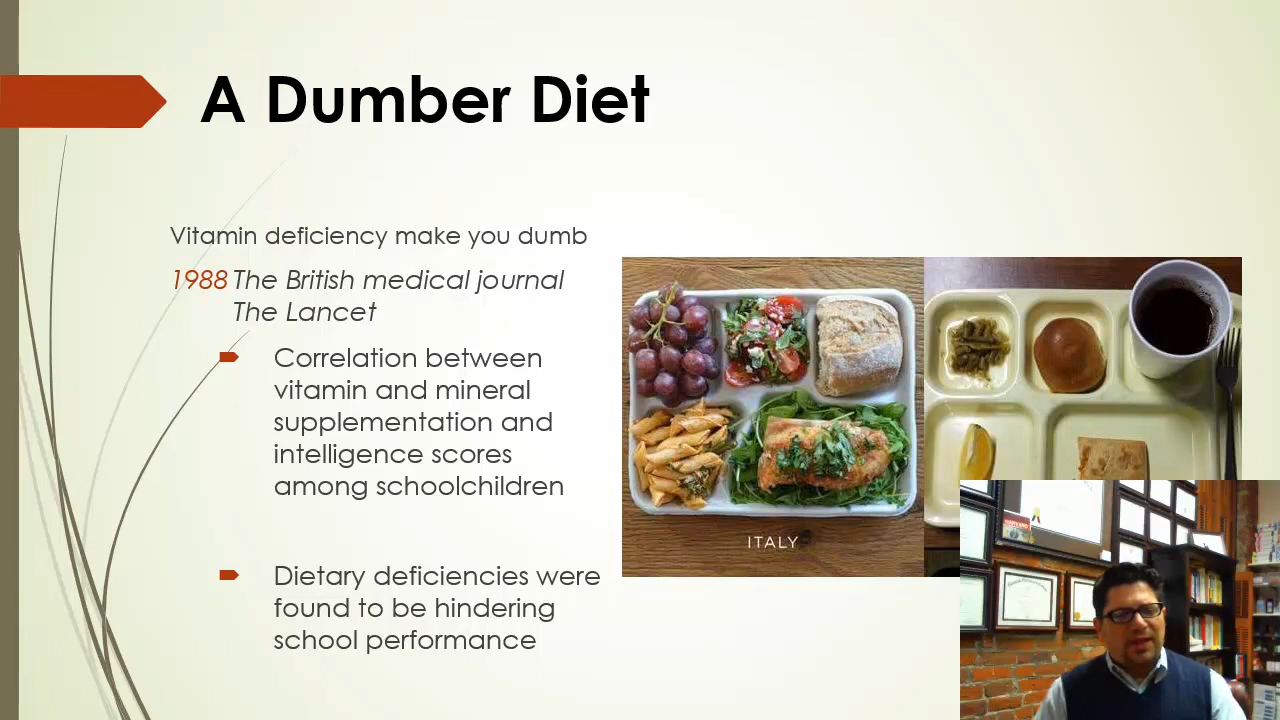 A Dumber Diet
Vitamin deficiency make you dumb
1988 The British medical journal
The Lancet
Correlation between
vitamin and mineral
supplementation and
intelligence scores
among schoolchildren
Dietary deficiencies were
found to be hindering
school performance
ITALY